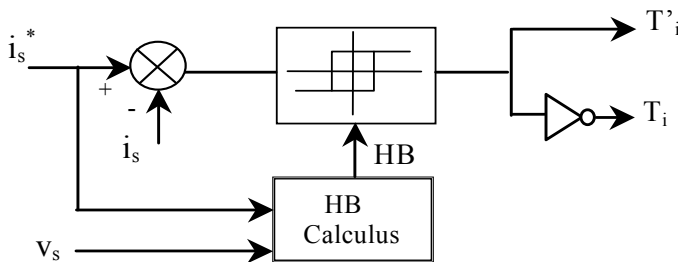 i_s^*
+
-
i_s
HB
T'_i
T_i
HB
Calculus
v_s